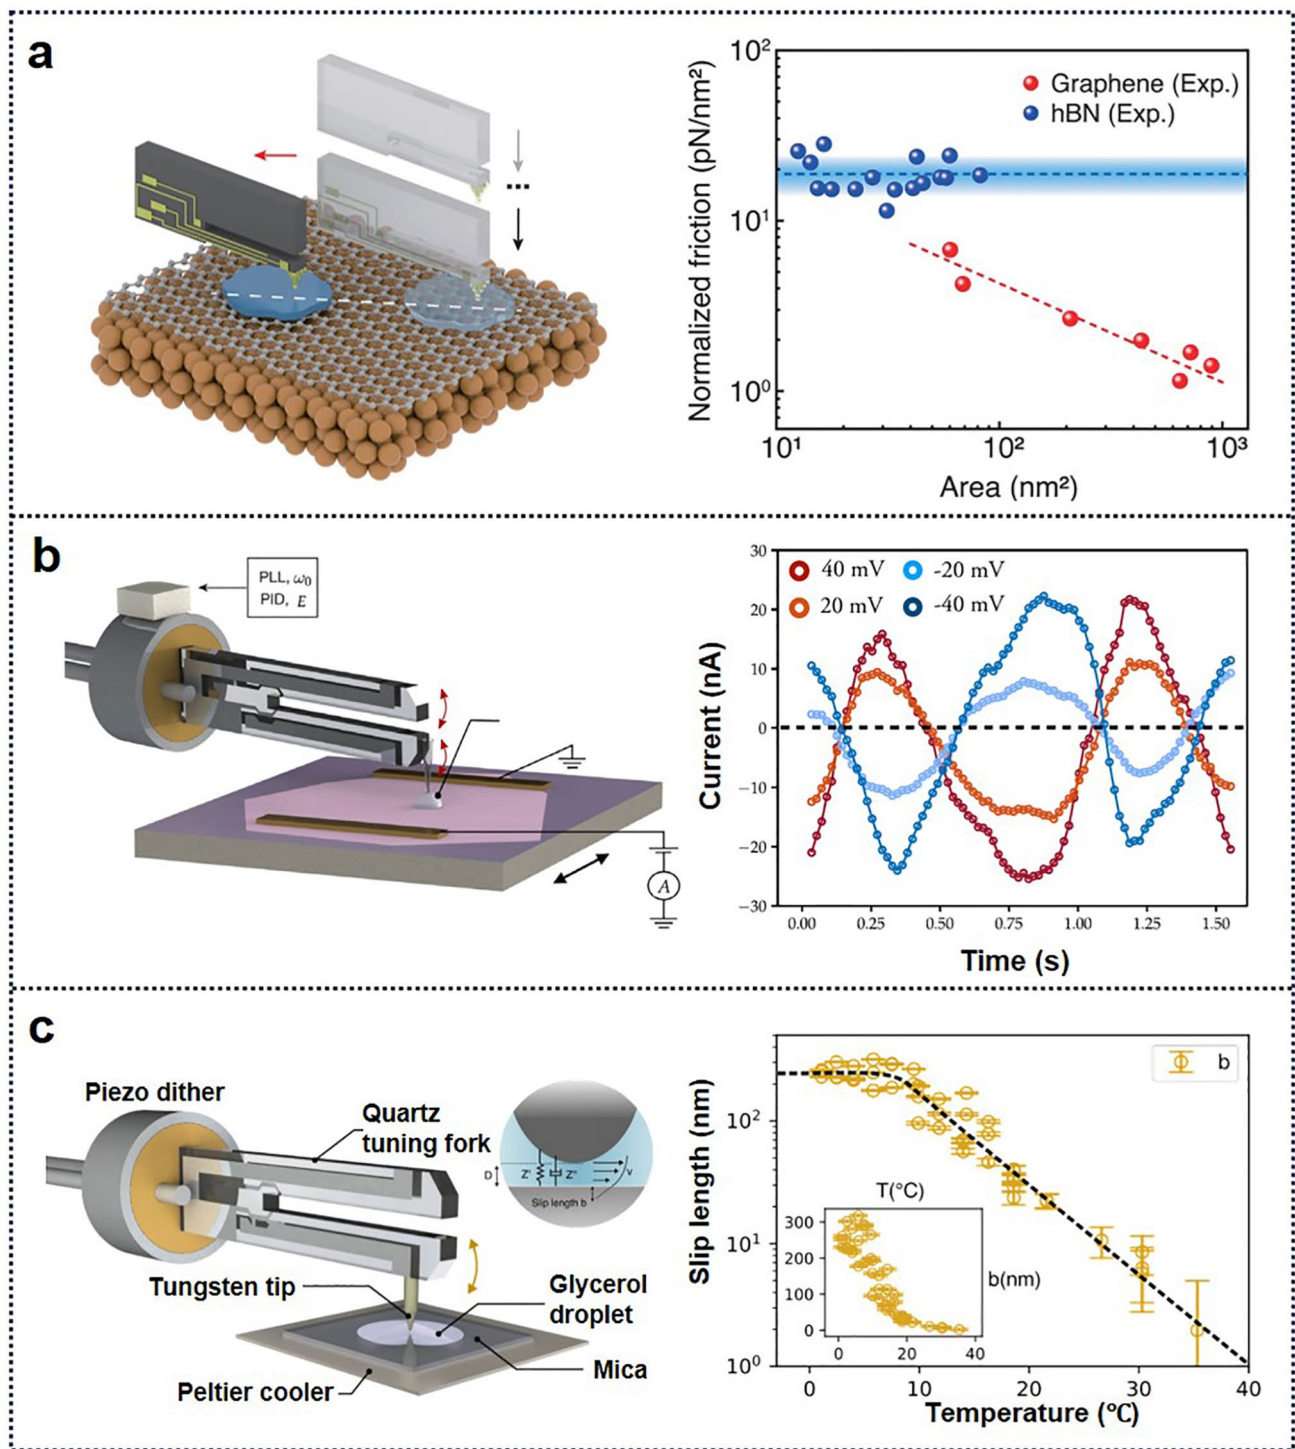 a
...
10²
10¹
10⁰
Normalized friction (pN/nm²)
Graphene (Exp.)
hBN (Exp.)
10¹
10²
10³
Area (nm²)
b
PLL, ω₀
PID, E
A
30
20
10
0
−10
−20
−30
Current (nA)
40 mV
-20 mV
20 mV
-40 mV
0.00
0.25
0.50
0.75
1.00
1.25
1.50
Time (s)
c
Piezo dither
Quartz
tuning fork
D
Z'
Z''
v
Slip length b
Tungsten tip
Glycerol
droplet
Mica
Peltier cooler
10²
10¹
10⁰
Slip length (nm)
b
T(°C)
300
200
100
0
b(nm)
0
20
40
0
10
20
30
40
Temperature (℃)